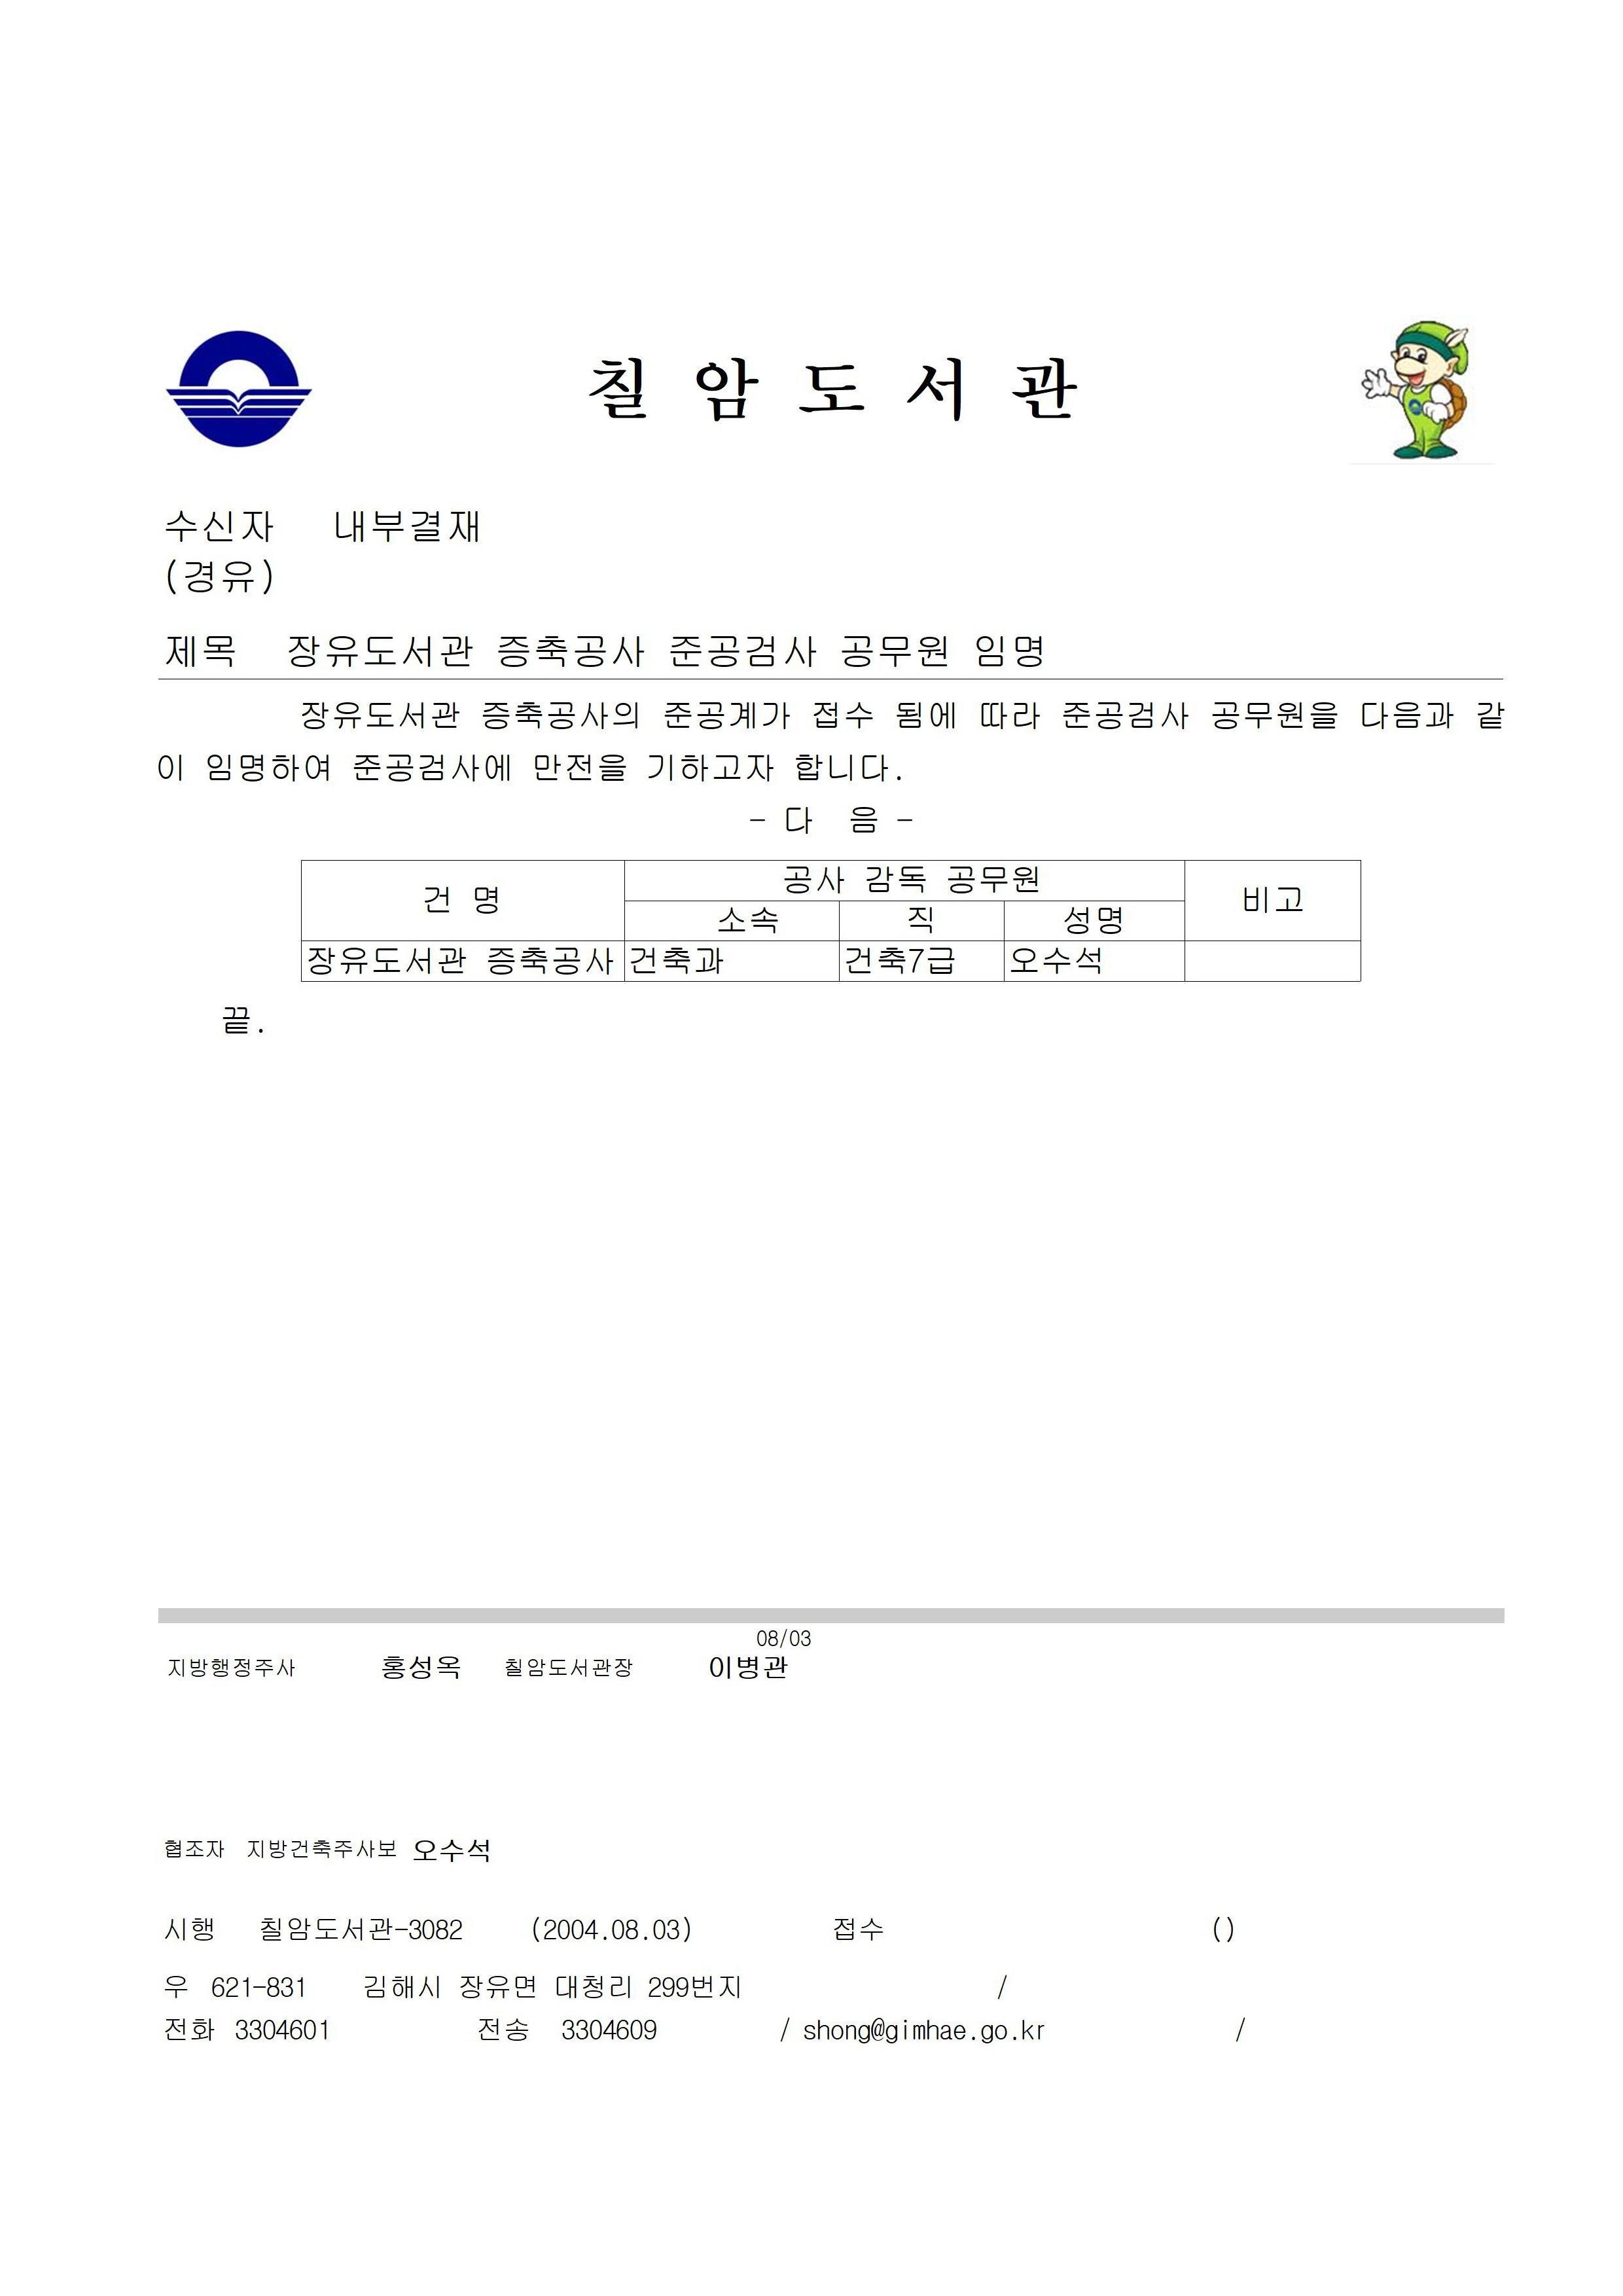 칠 암 도 서 관
수신자 내부결재
(경유)
제목 장유도서관 증축공사 준공검사 공무원 임명
장유도서관 증축공사의 준공계가 접수 됨에 따라 준공검사 공무원을 다음과 같
이 임명하여 준공검사에 만전을 기하고자 합니다.
- 다 음 -
건 명 공사 감독 공무원 비고
소속 직 성명
장유도서관 증축공사 건축과 건축7급 오수석
끝.
08/03
지방행정주사 홍성옥 칠암도서관장 이병관
협조자 지방건축주사보 오수석
시행 칠암도서관-3082 (2004.08.03) 접수 ()
우 621-831 김해시 장유면 대청리 299번지 /
전화 3304601 전송 3304609 / shong@gimhae.go.kr /